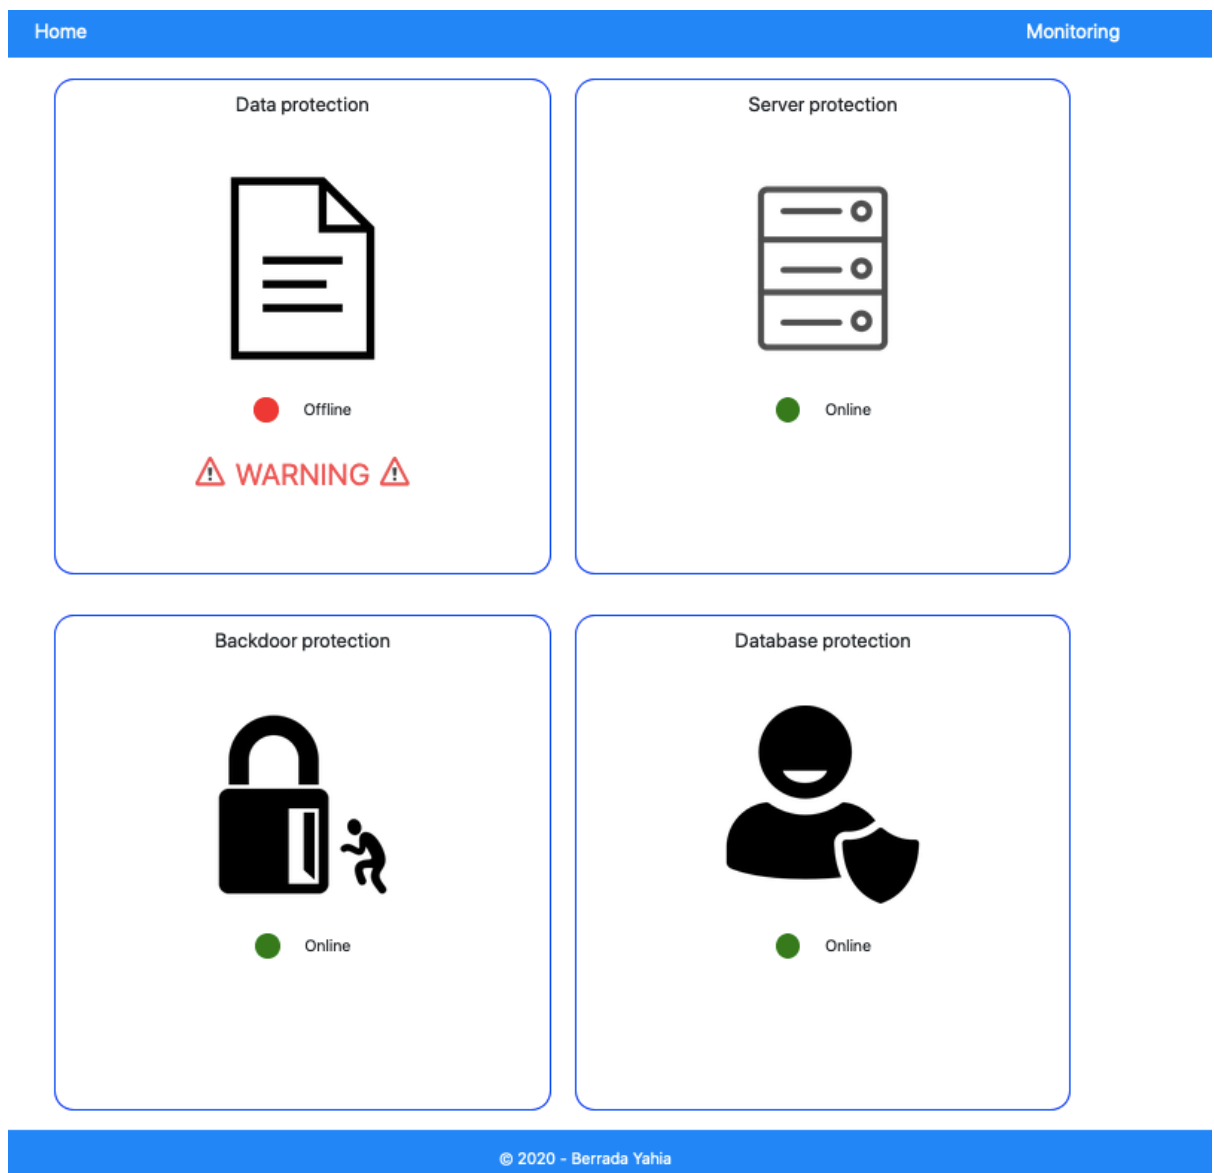 Home
Monitoring
Data protection
Server protection
Offline
Online
⚠ WARNING ⚠
Backdoor protection
Database protection
Online
Online
© 2020 - Berrada Yahia